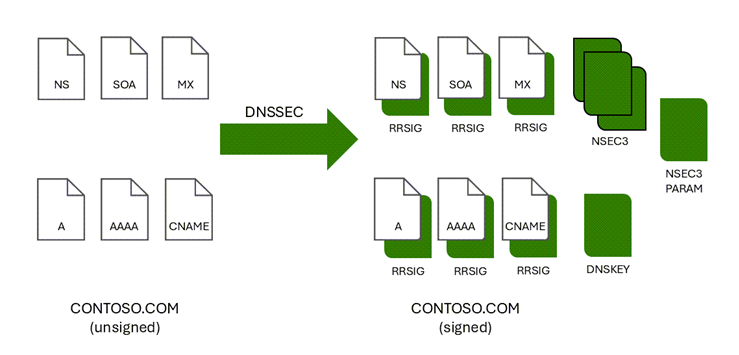 NS SOA MX
DNSSEC
NS SOA MX
RRSIG RRSIG RRSIG
NSEC3
NSEC3
PARAM
A AAAA CNAME
A AAAA CNAME
RRSIG RRSIG RRSIG
DNSKEY
CONTOSO.COM
(unsigned)
CONTOSO.COM
(signed)